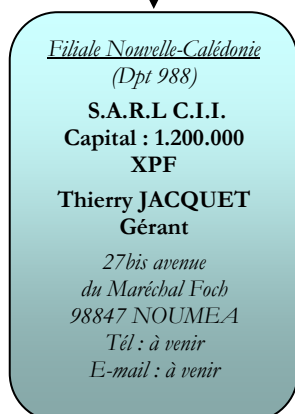 Filiale Nouvelle-Calédonie
(Dpt 988)
S.A.R.L C.I.I.
Capital : 1.200.000
XPF
Thierry JACQUET
Gérant
27bis avenue
du Maréchal Foch
98847 NOUMEA
Tél : à venir
E-mail : à venir